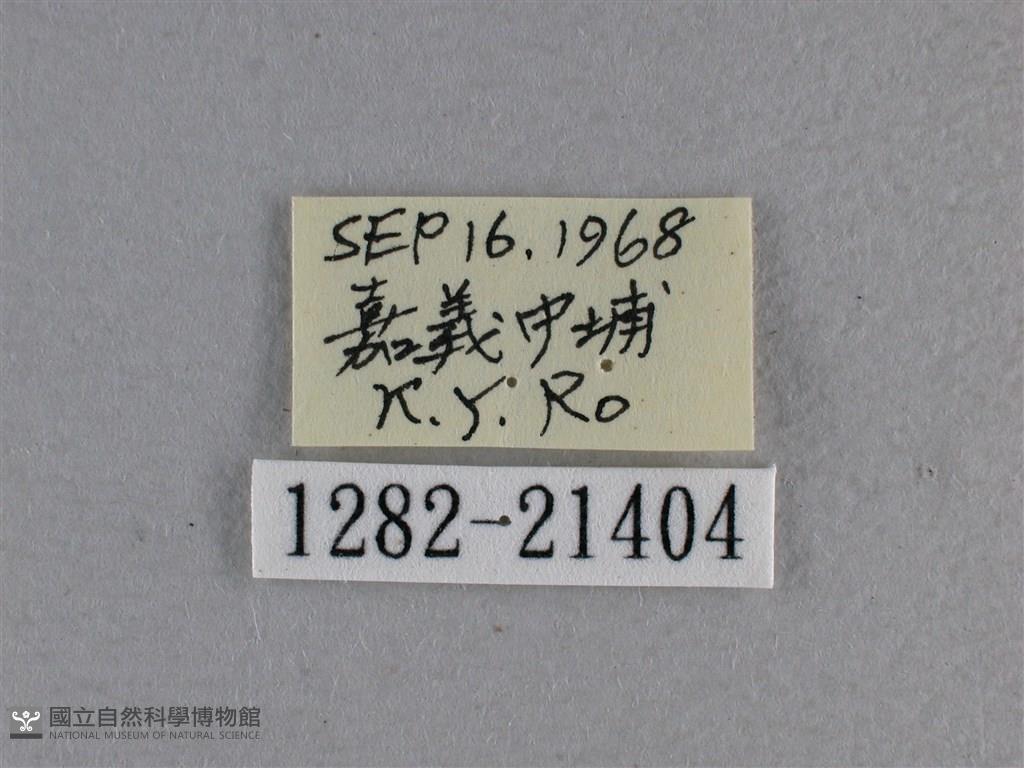 SEP 16. 1968
嘉義中埔
K.Y. Ro
1282-21404
國立自然科學博物館
NATIONAL MUSEUM OF NATURAL SCIENCE